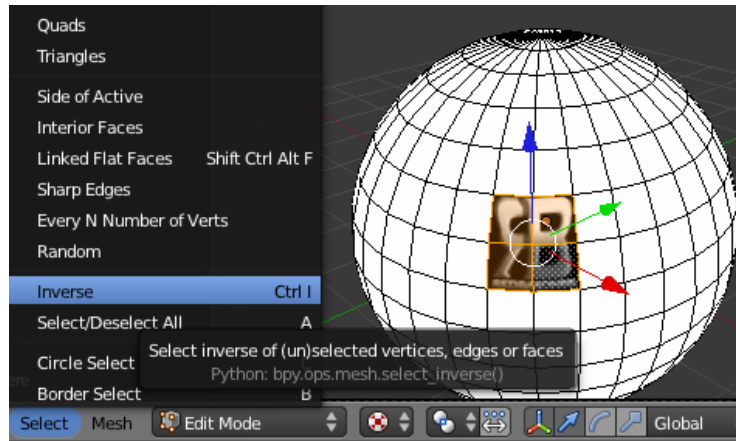 Quads
Triangles
Side of Active
Interior Faces
Linked Flat Faces Shift Ctrl Alt F
Sharp Edges
Every N Number of Verts
Random
Inverse Ctrl I
Select/Deselect All A
Select inverse of (un)selected vertices, edges or faces
Python: bpy.ops.mesh.select_inverse()
Circle Select
Border Select B
Select Mesh Edit Mode Global